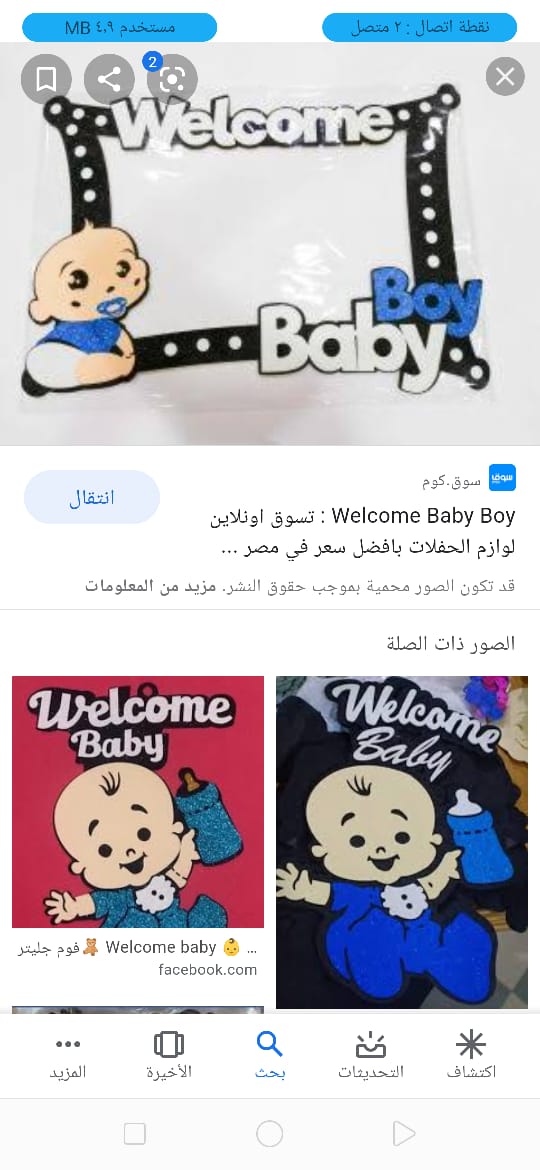 نقطة اتصال : ٢ متصل
مستخدم ٤,٩ MB
2
Welcome
Boy
Baby
سوق.كوم
سوق
انتقال
Welcome Baby Boy : تسوق اونلاين
لوازم الحفلات بافضل سعر في مصر ...
قد تكون الصور محمية بموجب حقوق النشر. مزيد من المعلومات
الصور ذات الصلة
Welcome
Baby
Welcome
Baby
... 👶 Welcome baby 🧸فوم جليتر
facebook.com
اكتشاف
التحديثات
بحث
الأخيرة
المزيد